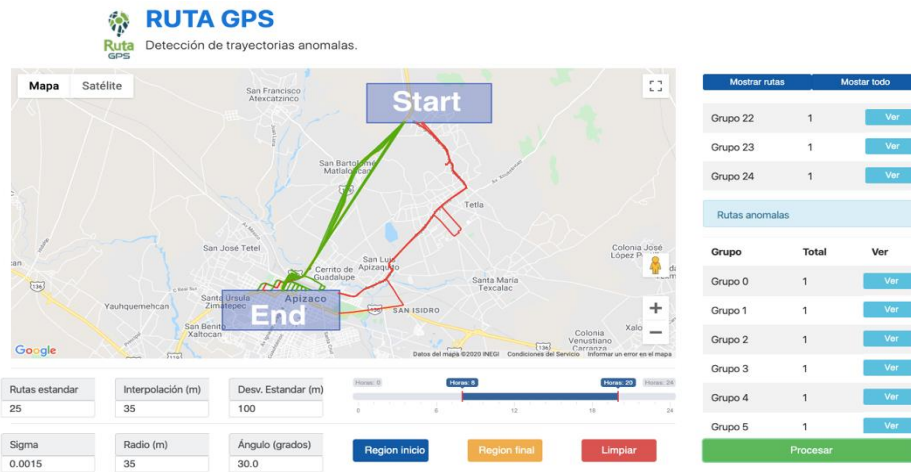 RUTA GPS
Ruta
GPS
Detección de trayectorias anomalas.
Mapa Satélite
San Francisco
Atexcatzinco
Start
San Bartolomé
Matlalohcan
Tetla
San José Tetel
San Luis
Apizaquito
Cerrito de
Guadalupe
Santa María
Texcalac
Colonia José
López P
Yauhquemehcan
Santa Úrsula
Zimatepec
Apizaco
End
SAN ISIDRO
San Benito
Xaltocan
Colonia
Venustiano
Carranza
Xalo
136
136
136
Google
Datos del mapa ©2020 INEGI Condiciones del Servicio Informar un error en el mapa
Mostrar rutas Mostar todo
Grupo 22 1 Ver
Grupo 23 1 Ver
Grupo 24 1 Ver
Rutas anomalas
Grupo Total Ver
Grupo 0 1 Ver
Grupo 1 1 Ver
Grupo 2 1 Ver
Grupo 3 1 Ver
Grupo 4 1 Ver
Grupo 5 1 Ver
Procesar
Rutas estandar Interpolación (m) Desv. Estandar (m)
25 35 100
Horas: 0 Horas: 6 Horas: 20 Horas: 24
12 24
Sigma Radio (m) Ángulo (grados)
0.0015 35 30.0
Region inicio Region final Limpiar